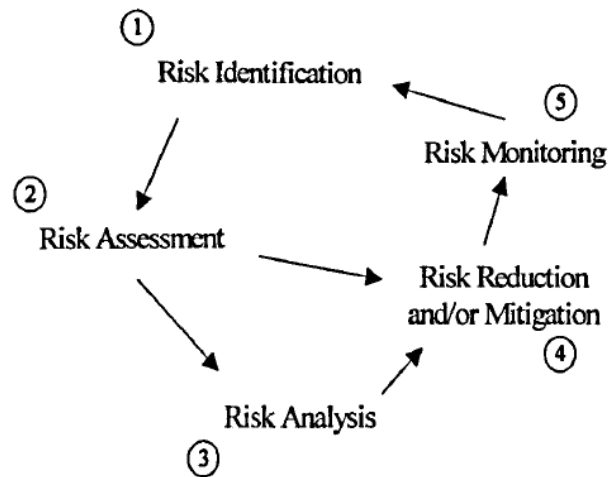 1
Risk Identification
5
Risk Monitoring
2
Risk Assessment
Risk Reduction
and/or Mitigation
4
Risk Analysis
3